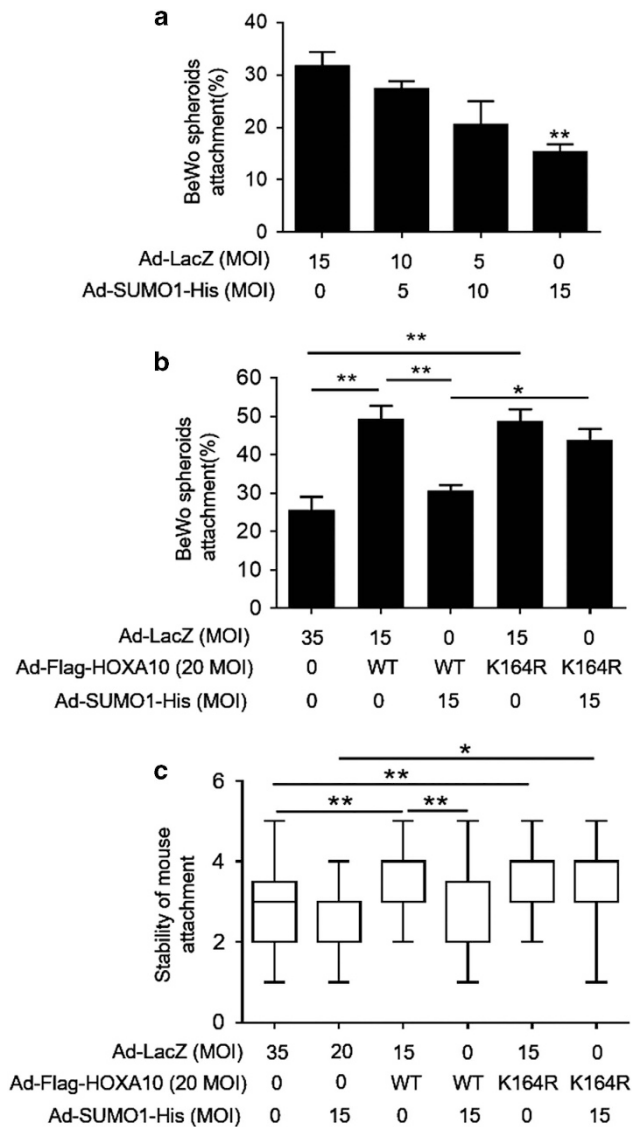 a
BeWo spheroids
attachment(%)
40
30
20
10
0
**
Ad-LacZ (MOI) 15 10 5 0
Ad-SUMO1-His (MOI) 0 5 10 15
b
BeWo spheroids
attachment(%)
60
50
40
30
20
10
0
**
** **
*
Ad-LacZ (MOI) 35 15 0 15 0
Ad-Flag-HOXA10 (20 MOI) 0 WT WT K164R K164R
Ad-SUMO1-His (MOI) 0 0 15 0 15
c
Stability of mouse
attachment
6
4
2
0
*
**
** **
Ad-LacZ (MOI) 35 20 15 0 15 0
Ad-Flag-HOXA10 (20 MOI) 0 0 WT WT K164R K164R
Ad-SUMO1-His (MOI) 0 15 0 15 0 15